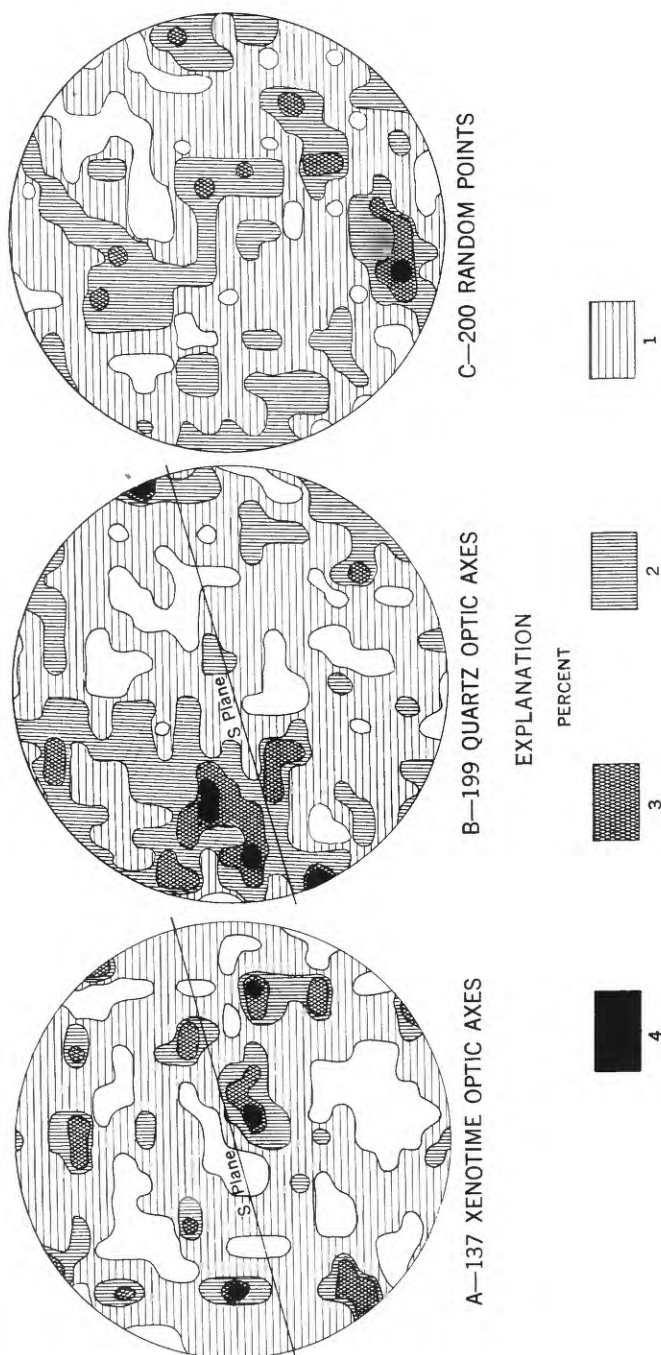 S Plane
A—137 XENOTIME OPTIC AXES
S Plane
B—199 QUARTZ OPTIC AXES
C—200 RANDOM POINTS
EXPLANATION
PERCENT
4
3
2
1